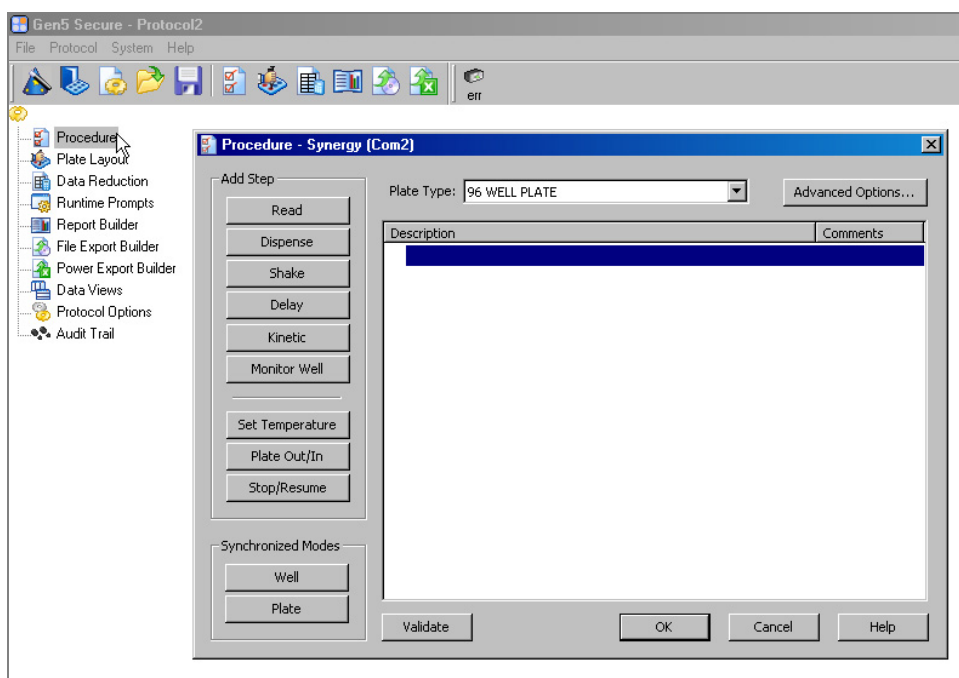 Gen5 Secure - Protocol2
File Protocol System Help
err
Procedure
Plate Layout
Data Reduction
Runtime Prompts
Report Builder
File Export Builder
Power Export Builder
Data Views
Protocol Options
Audit Trail
Procedure - Synergy (Com2)
Add Step
Read
Dispense
Shake
Delay
Kinetic
Monitor Well
Set Temperature
Plate Out/In
Stop/Resume
Synchronized Modes
Well
Plate
Plate Type: 96 WELL PLATE
Advanced Options...
Description Comments
Validate OK Cancel Help